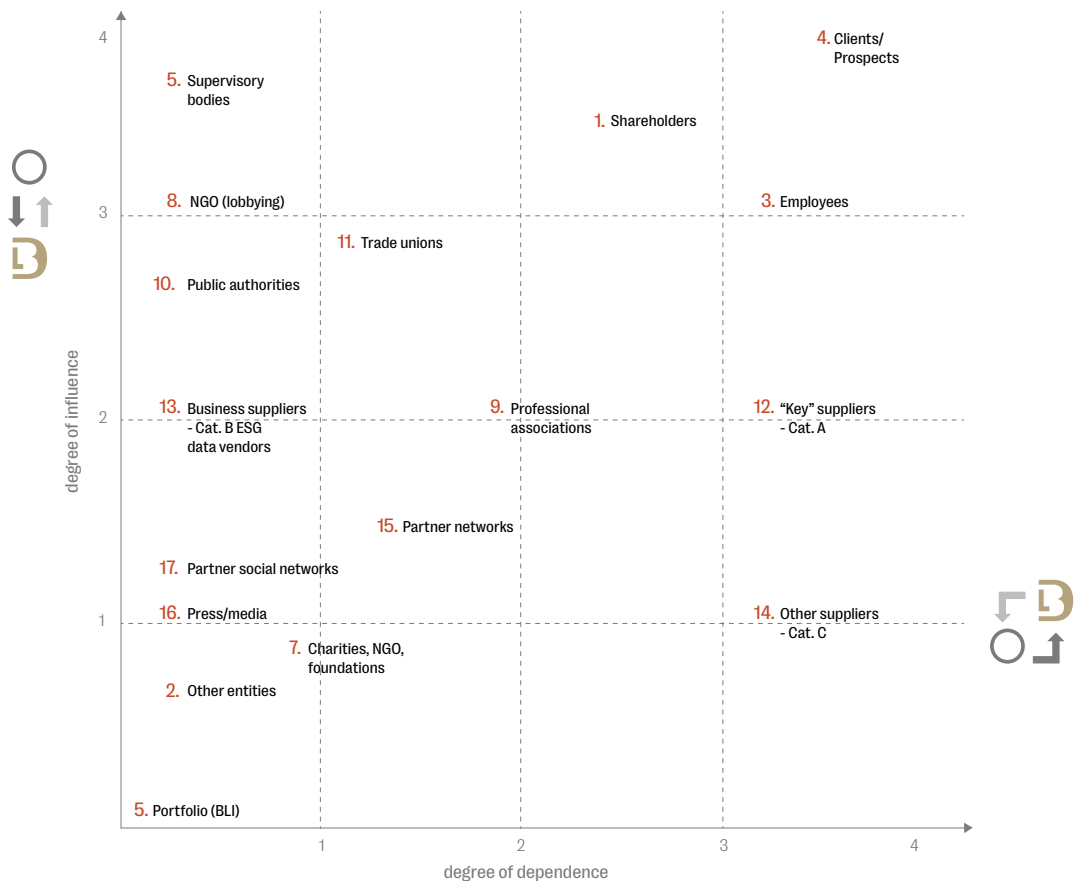 4
4. Clients/
Prospects
5. Supervisory
bodies
1. Shareholders
8. NGO (lobbying)
3. Employees
3
11. Trade unions
10. Public authorities
degree of influence
13. Business suppliers
- Cat. B ESG
data vendors
9. Professional
associations
12. “Key” suppliers
- Cat. A
2
15. Partner networks
17. Partner social networks
16. Press/media
14. Other suppliers
- Cat. C
1
7. Charities, NGO,
foundations
2. Other entities
5. Portfolio (BLI)
1 2 3 4
degree of dependence